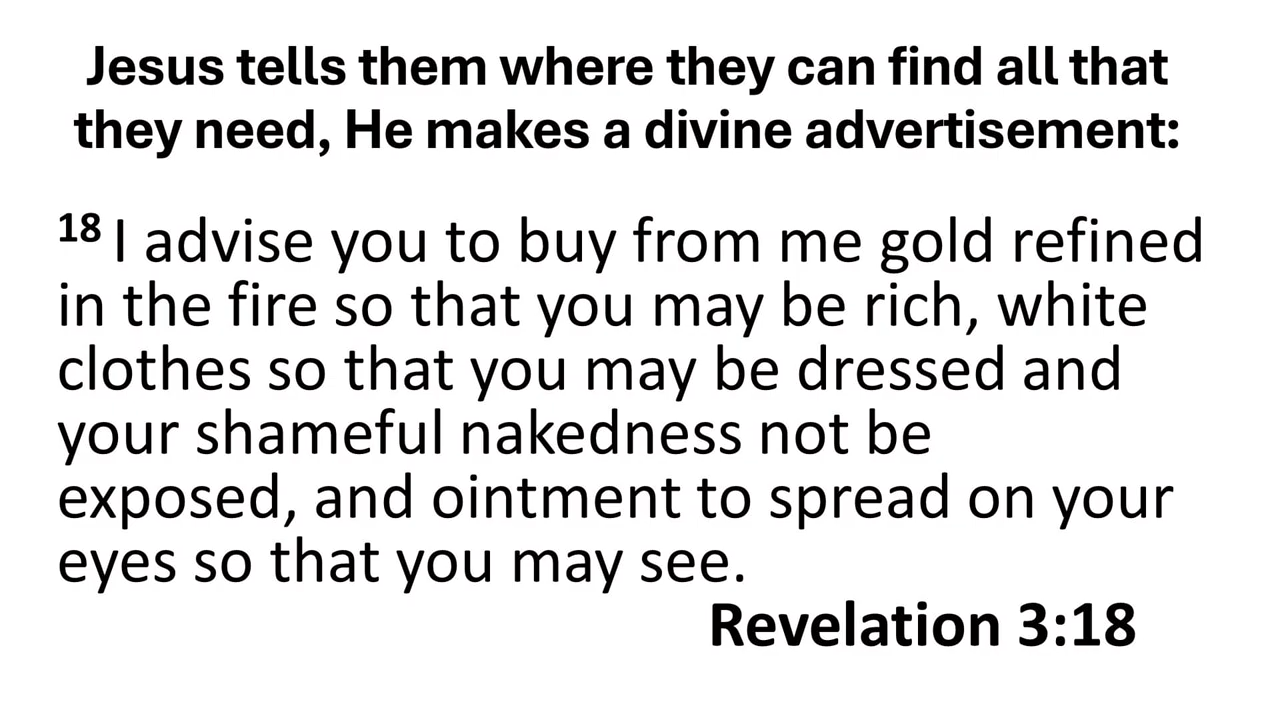 Jesus tells them where they can find all that
they need, He makes a divine advertisement:
18 I advise you to buy from me gold refined
in the fire so that you may be rich, white
clothes so that you may be dressed and
your shameful nakedness not be
exposed, and ointment to spread on your
eyes so that you may see.
Revelation 3:18